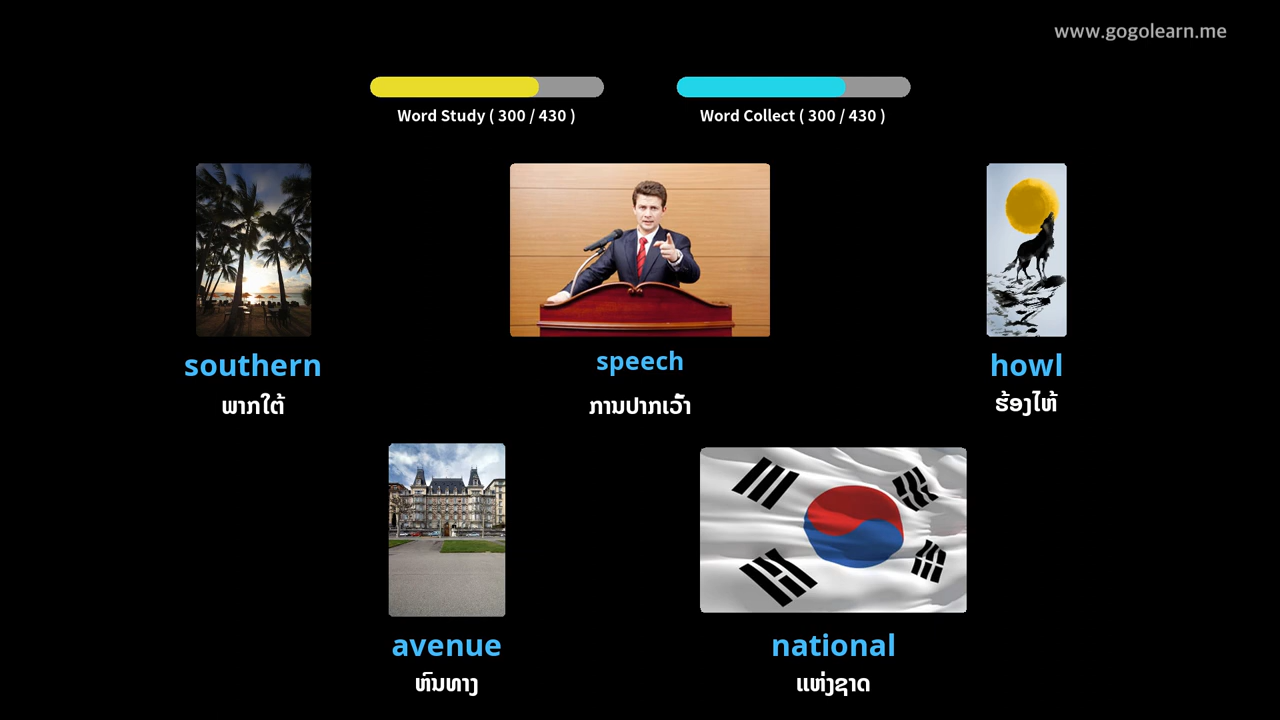 www.gogolearn.me
Word Study ( 300 / 430 )
Word Collect ( 300 / 430 )
southern
ພາກໃຕ້
speech
ການປາກເວົ້າ
howl
ຮ້ອງໄຫ້
avenue
ຫົນທາງ
national
ແຫ່ງຊາດ